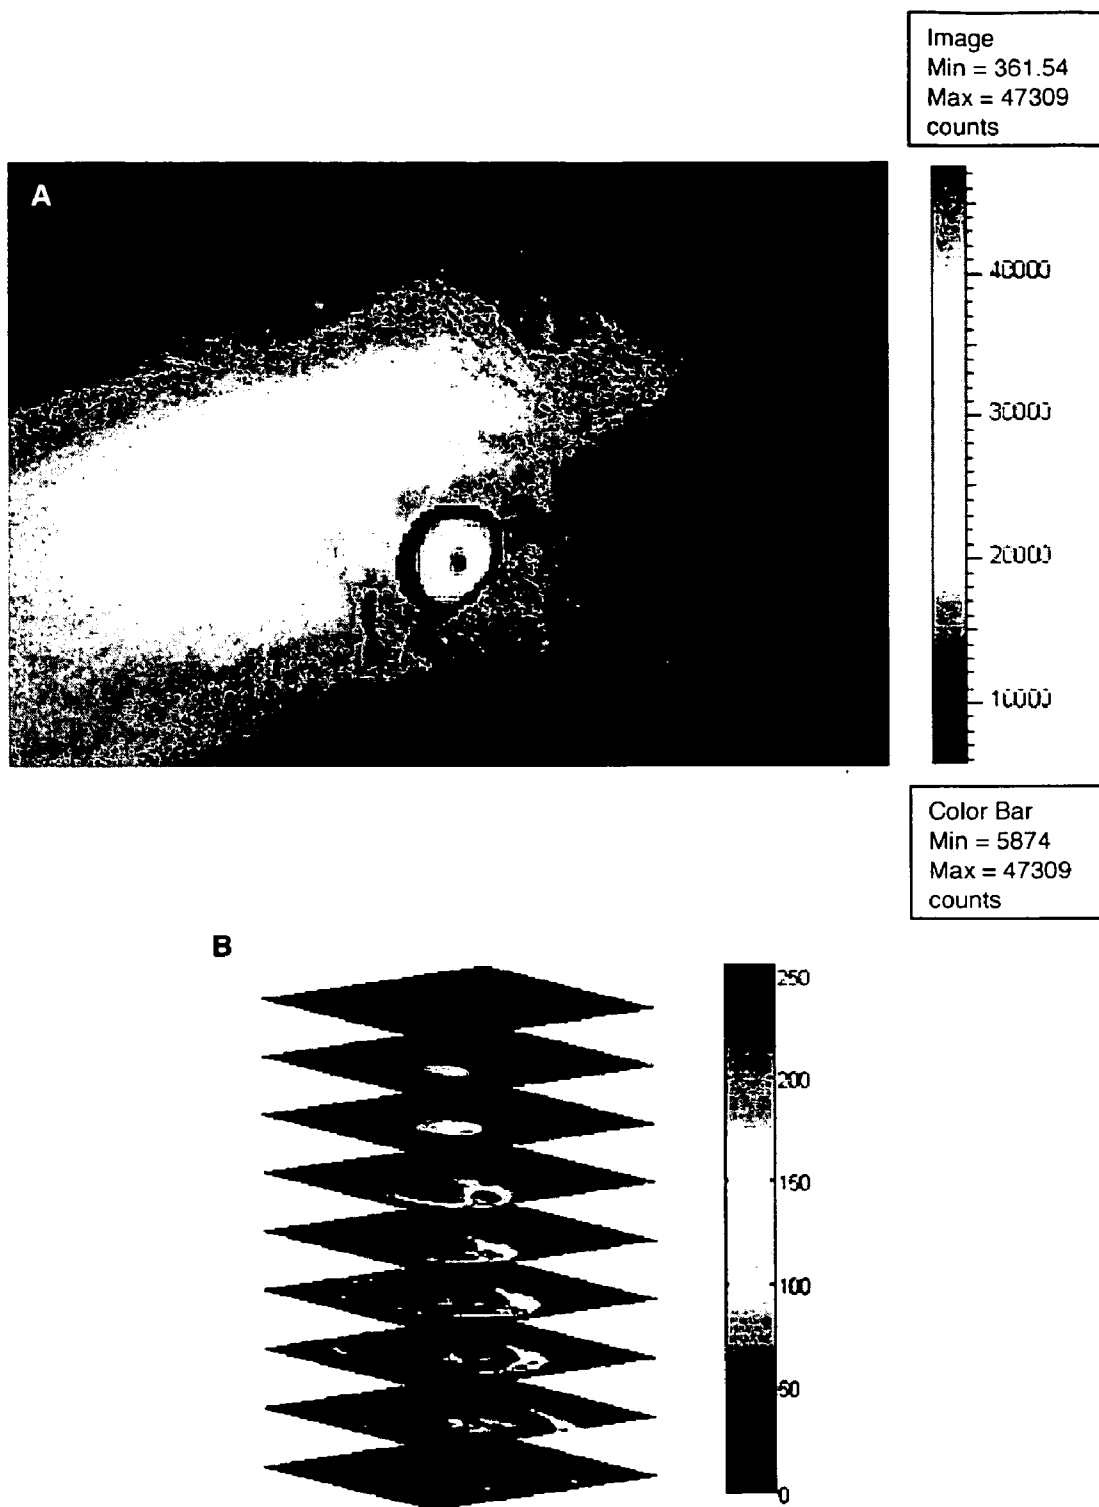 Image
Min = 361.54
Max = 47309
counts
A
40000
30000
20000
10000
Color Bar
Min = 5874
Max = 47309
counts
B
250
200
150
100
50
0